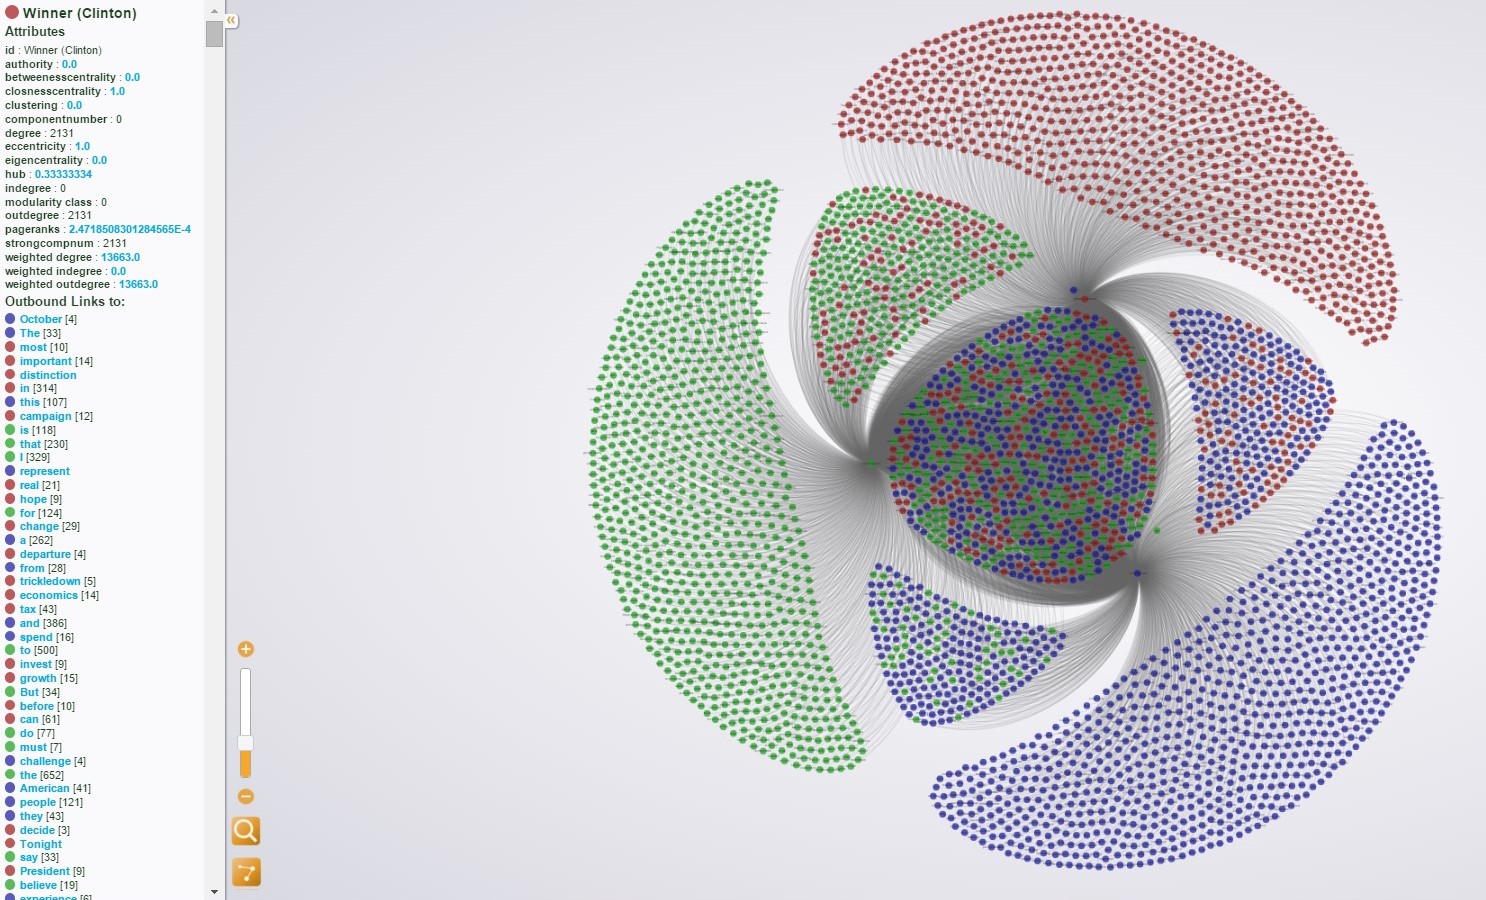 Winner (Clinton)
«
Attributes
id : Winner (Clinton)
authority : 0.0
betweenesscentrality : 0.0
closnesscentrality : 1.0
clustering : 0.0
componentnumber : 0
degree : 2131
eccentricity : 1.0
eigencentrality : 0.0
hub : 0.33333334
indegree : 0
modularity class : 0
outdegree : 2131
pageranks : 2.4718508301284565E-4
strongcompnum : 2131
weighted degree : 13663.0
weighted indegree : 0.0
weighted outdegree : 13663.0
Outbound Links to:
October [4]
The [33]
most [10]
important [14]
distinction
in [314]
this [107]
campaign [12]
is [118]
that [230]
I [329]
represent
real [21]
hope [9]
for [124]
change [29]
a [262]
departure [4]
from [28]
trickledown [5]
economics [14]
tax [43]
and [386]
spend [16]
to [500]
invest [9]
growth [15]
But [34]
before [10]
can [61]
do [77]
must [7]
challenge [4]
the [652]
American [41]
people [121]
they [43]
decide [3]
Tonight
say [33]
President [9]
believe [19]
experience [6]